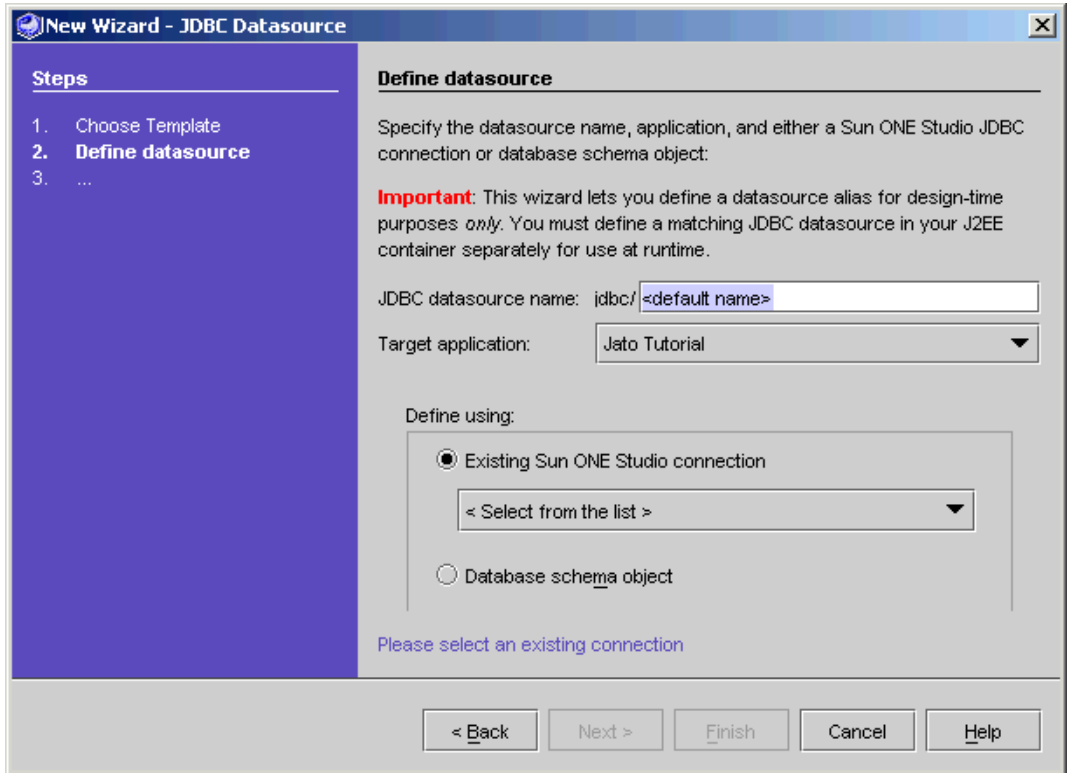 New Wizard - JDBC Datasource
Steps
1. Choose Template
2. Define datasource
3. ...
Define datasource
Specify the datasource name, application, and either a Sun ONE Studio JDBC
connection or database schema object:
Important: This wizard lets you define a datasource alias for design-time
purposes only. You must define a matching JDBC datasource in your J2EE
container separately for use at runtime.
JDBC datasource name: jdbc/ <default name>
Target application: Jato Tutorial
Define using:
Existing Sun ONE Studio connection
< Select from the list >
Database schema object
Please select an existing connection
< Back Next > Finish Cancel Help